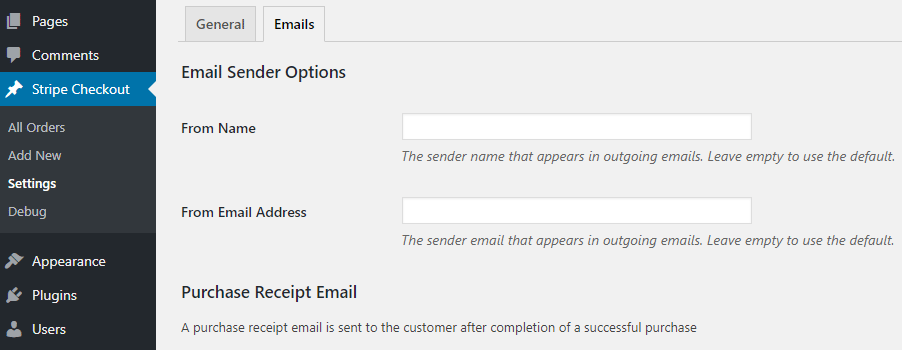 Pages
Comments
Stripe Checkout
All Orders
Add New
Settings
Debug
Appearance
Plugins
Users
General
Emails
Email Sender Options
From Name
The sender name that appears in outgoing emails. Leave empty to use the default.
From Email Address
The sender email that appears in outgoing emails. Leave empty to use the default.
Purchase Receipt Email
A purchase receipt email is sent to the customer after completion of a successful purchase